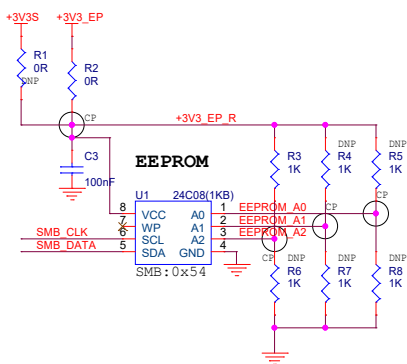 +3V3S +3V3_EP
R1
0R
DNP
R2
0R
CP
+3V3_EP_R
C3
100nF
EEPROM
R3
1K
DNP
R4
1K
DNP
R5
1K
U1 24C08(1KB)
8 VCC A0 1 EEPROM_A0
7 WP A1 2 EEPROM_A1
6 SCL A2 3 EEPROM_A2
5 SDA GND 4
SMB_CLK
SMB_DATA
SMB:0x54
CP
CP
CP
R6
1K
DNP
R7
1K
DNP
R8
1K